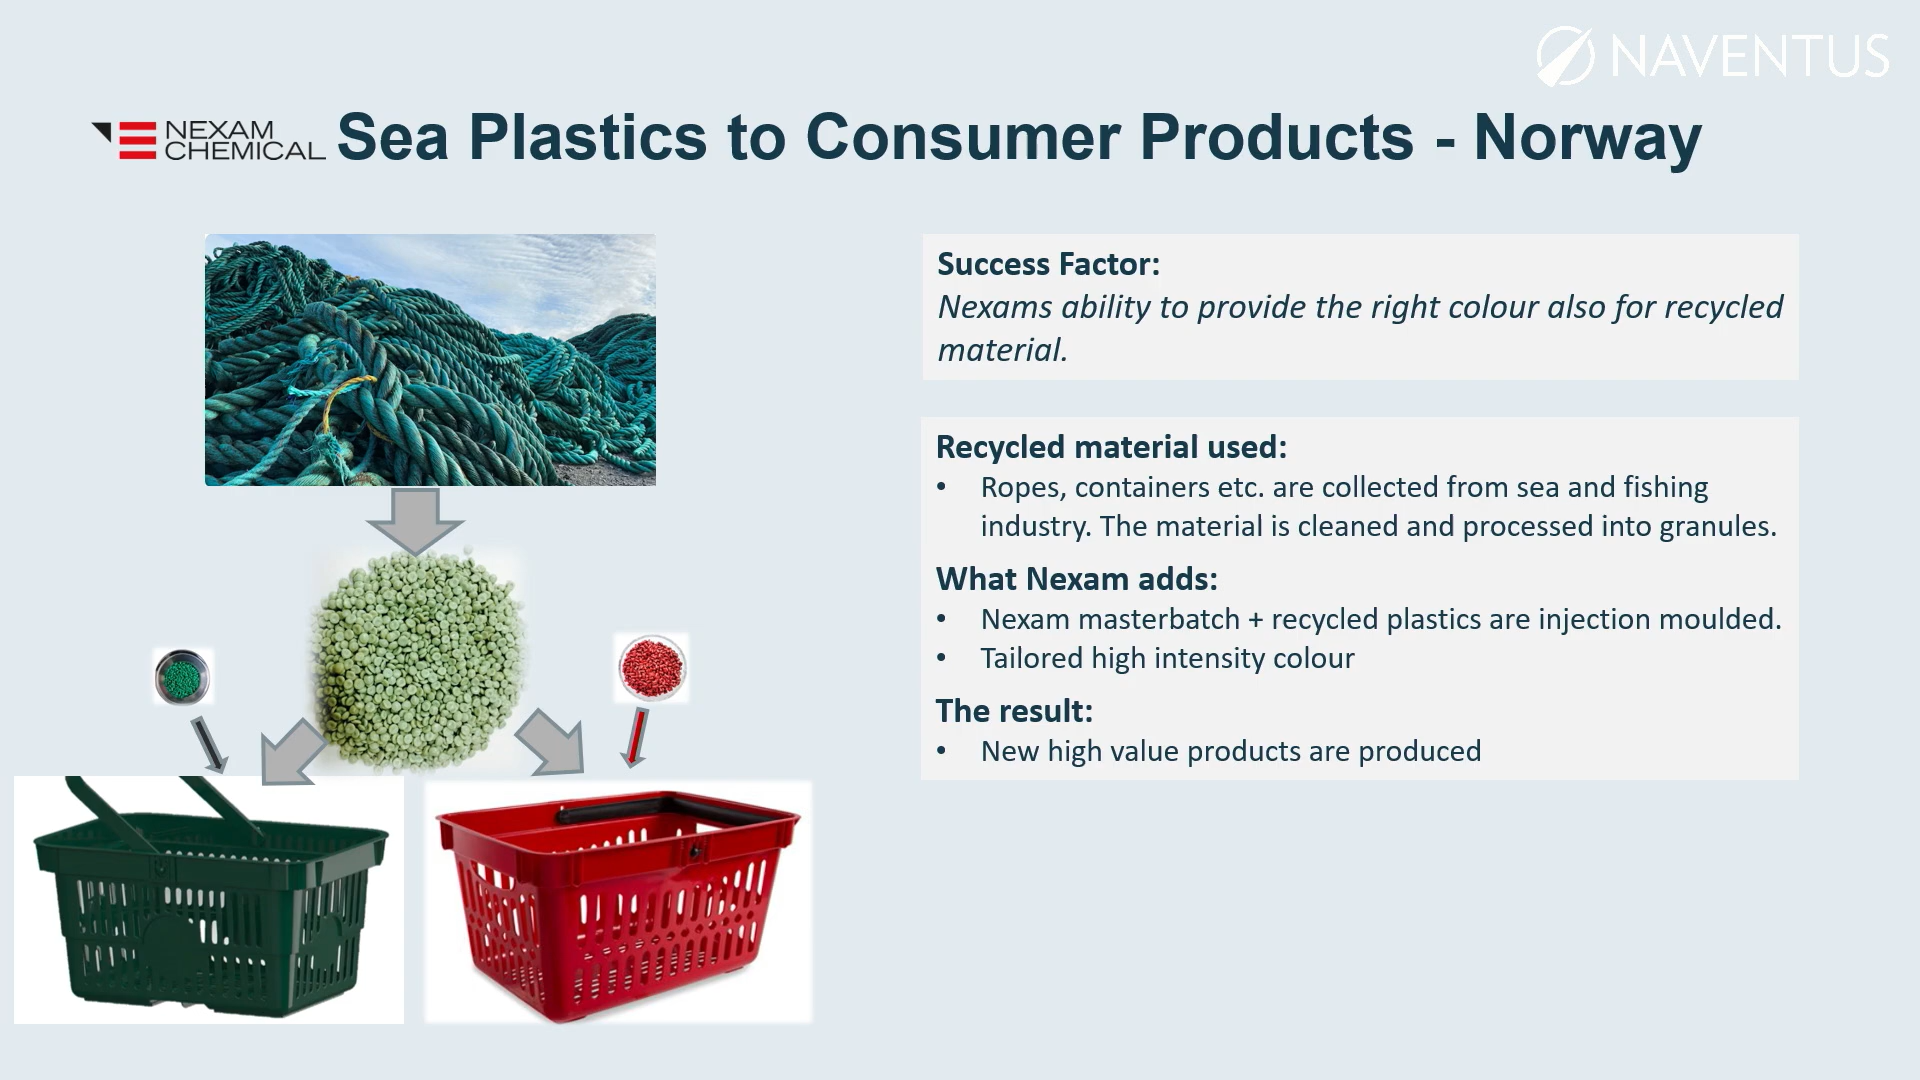 NAVENTUS
NEXAM
CHEMICAL
Sea Plastics to Consumer Products - Norway
Success Factor:
Nexams ability to provide the right colour also for recycled
material.
Recycled material used:
• Ropes, containers etc. are collected from sea and fishing
industry. The material is cleaned and processed into granules.
What Nexam adds:
• Nexam masterbatch + recycled plastics are injection moulded.
• Tailored high intensity colour
The result:
• New high value products are produced